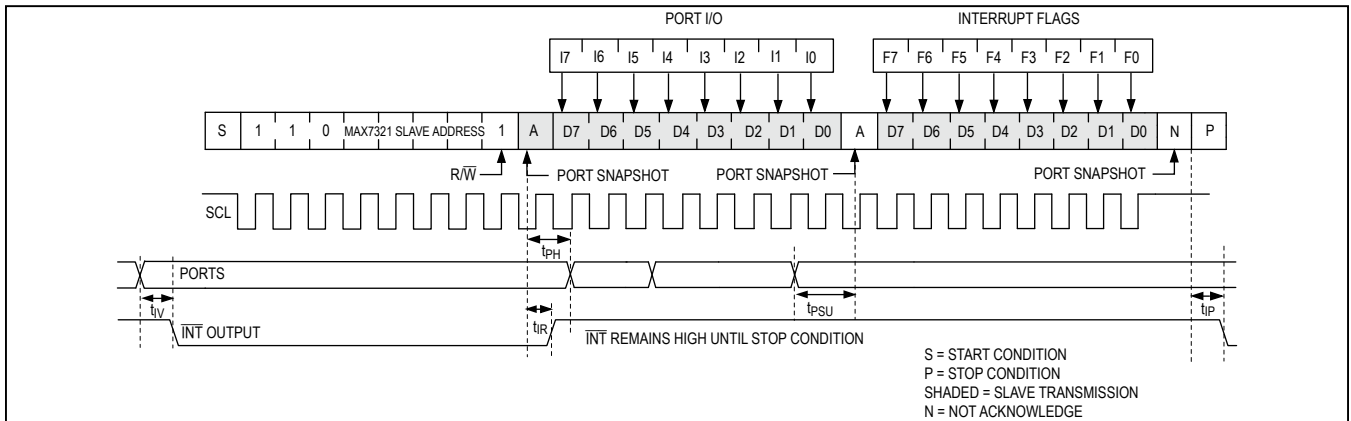 PORT I/O
INTERRUPT FLAGS
I7 I6 I5 I4 I3 I2 I1 I0
F7 F6 F5 F4 F3 F2 F1 F0
S 1 1 0 MAX7321 SLAVE ADDRESS 1 A D7 D6 D5 D4 D3 D2 D1 D0 A D7 D6 D5 D4 D3 D2 D1 D0 N P
R/W̅
PORT SNAPSHOT
PORT SNAPSHOT
PORT SNAPSHOT
SCL
tPH
PORTS
tIV
tPSU
tIP
I̅N̅T̅ OUTPUT
tIR
I̅N̅T̅ REMAINS HIGH UNTIL STOP CONDITION
S = START CONDITION
P = STOP CONDITION
SHADED = SLAVE TRANSMISSION
N = NOT ACKNOWLEDGE